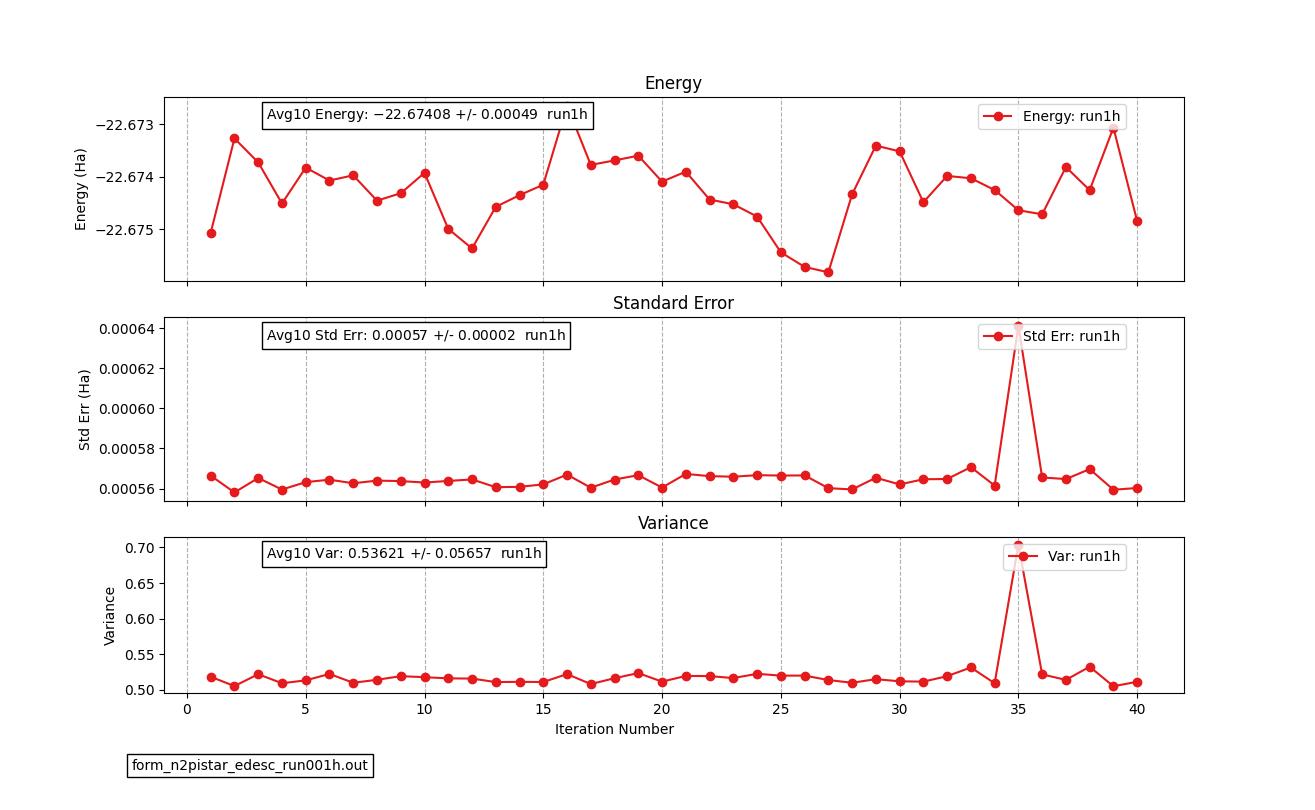 Energy
Avg10 Energy: −22.67408 +/- 0.00049 run1h
Energy: run1h
Energy (Ha)
−22.673
−22.674
−22.675
Standard Error
Avg10 Std Err: 0.00057 +/- 0.00002 run1h
Std Err: run1h
Std Err (Ha)
0.00064
0.00062
0.00060
0.00058
0.00056
Variance
Avg10 Var: 0.53621 +/- 0.05657 run1h
Var: run1h
Variance
0.70
0.65
0.60
0.55
0.50
0 5 10 15 20 25 30 35 40
Iteration Number
form_n2pistar_edesc_run001h.out